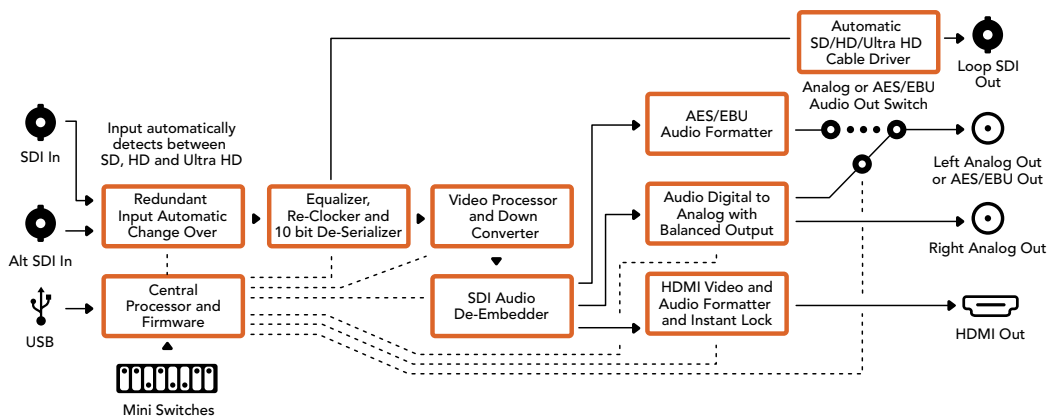 Automatic
SD/HD/Ultra HD
Cable Driver
Loop SDI
Out
Analog or AES/EBU
Audio Out Switch
SDI In
Input automatically
detects between
SD, HD and Ultra HD
AES/EBU
Audio Formatter
Left Analog Out
or AES/EBU Out
Alt SDI In
Redundant
Input Automatic
Change Over
Equalizer,
Re-Clocker and
10 bit De-Serializer
Video Processor
and Down
Converter
Audio Digital to
Analog with
Balanced Output
Right Analog Out
USB
Central
Processor and
Firmware
SDI Audio
De-Embedder
HDMI Video and
Audio Formatter
and Instant Lock
HDMI Out
Mini Switches